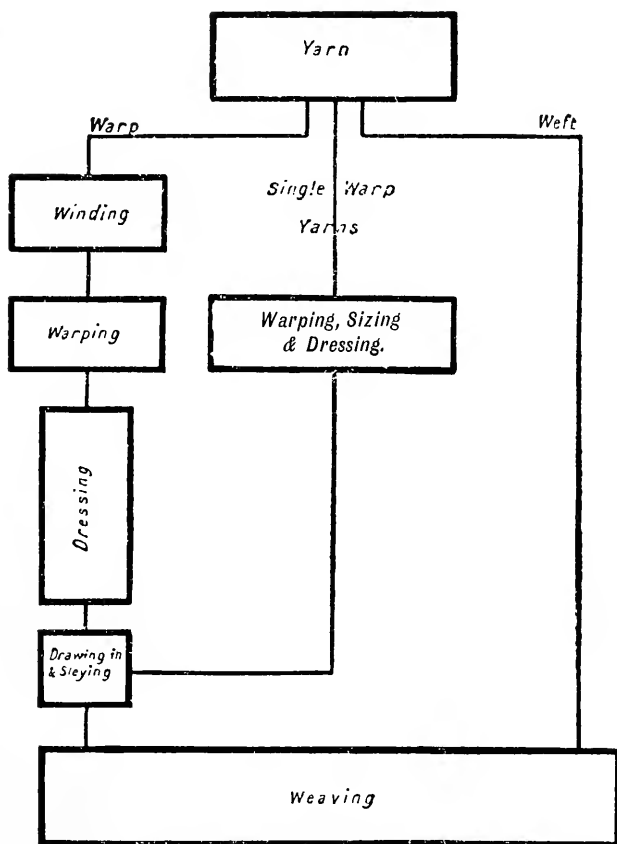 Yarn
Warp
Weft
Single Warp
Yarns
Winding
Warping
Warping, Sizing
& Dressing.
Dressing
Drawing in
& Sleying
Weaving